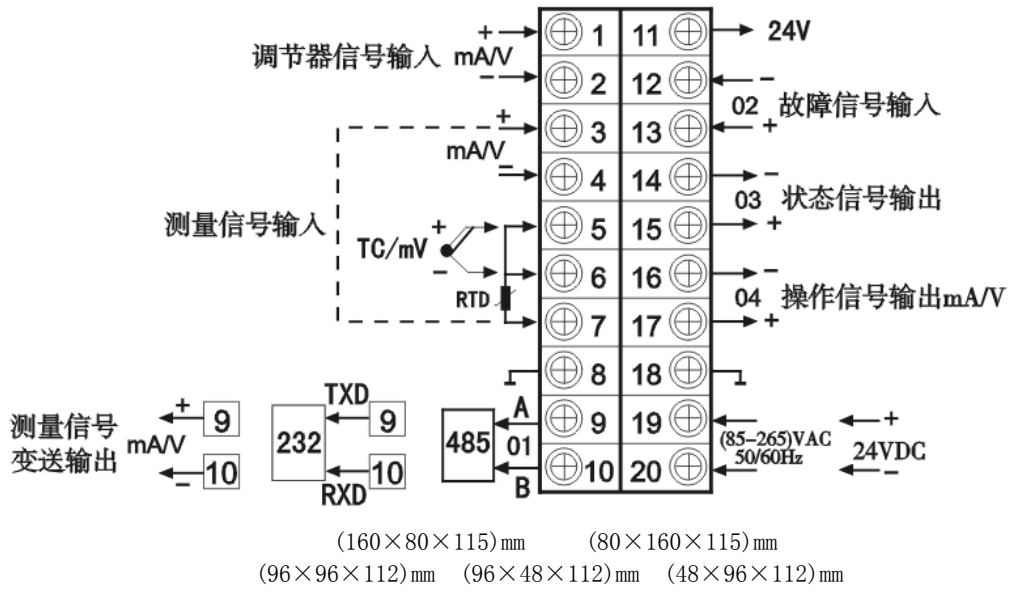 调节器信号输入 + mA/V −
1 11 24V
2 12 − 02 + 故障信号输入
测量信号输入
+ mA/V −
3 13
4 14 − 03 + 状态信号输出
TC/mV + −
5 15
RTD
6 16 − 04 + 操作信号输出mA/V
7 17
8 18
测量信号
变送输出
+ mA/V −
9
10
232
TXD 9
RXD 10
485
A
01
B
9 19
10 20
(85-265)VAC
50/60Hz
+
24VDC
−
(160×80×115)mm (80×160×115)mm
(96×96×112)mm (96×48×112)mm (48×96×112)mm